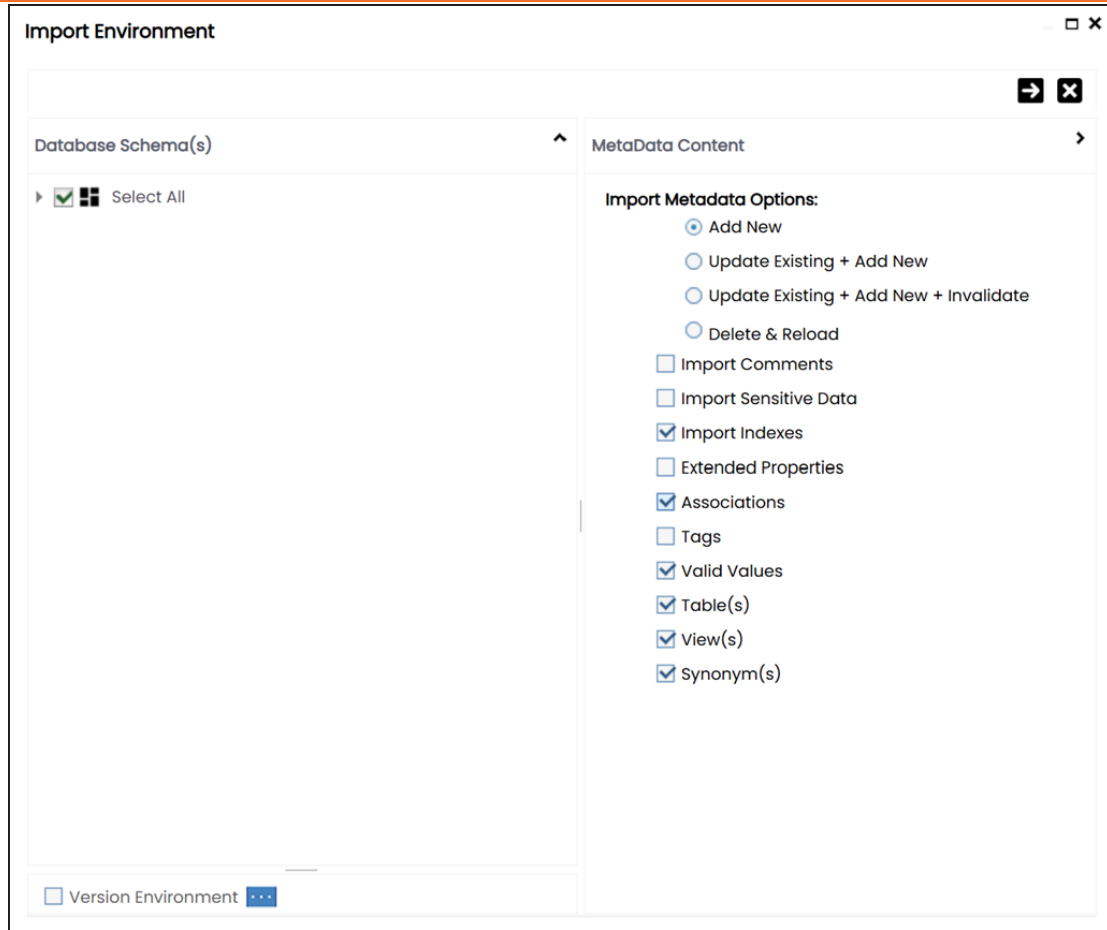 Import Environment
Database Schema(s)
MetaData Content
Select All
Import Metadata Options:
Add New
Update Existing + Add New
Update Existing + Add New + Invalidate
Delete & Reload
Import Comments
Import Sensitive Data
Import Indexes
Extended Properties
Associations
Tags
Valid Values
Table(s)
View(s)
Synonym(s)
Version Environment